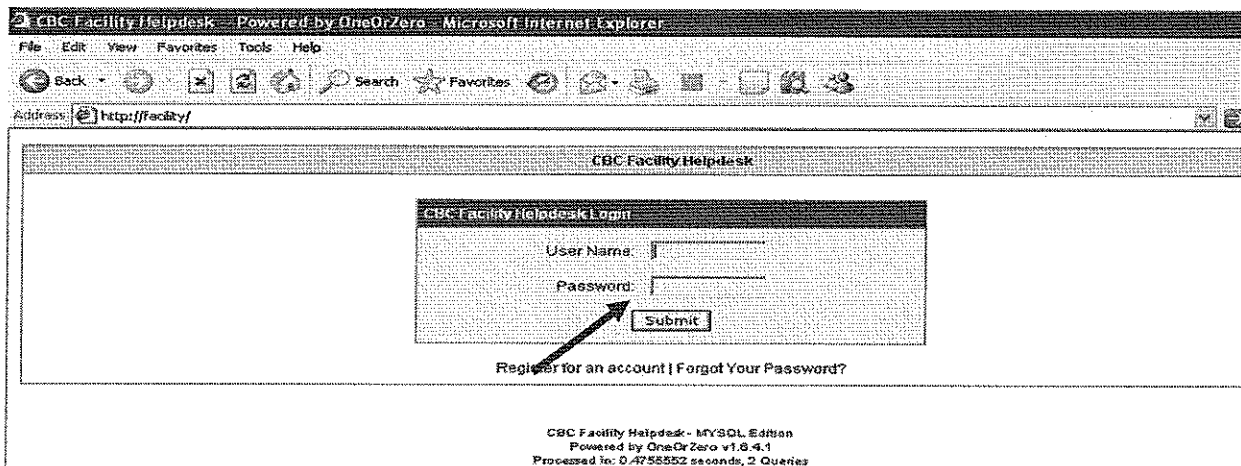 CBC Facility Helpdesk - Powered by OneOrZero - Microsoft Internet Explorer
File Edit View Favorites Tools Help
Back Search Favorites
Address http://facility/
CBC Facility Helpdesk
CBC Facility Helpdesk Login
User Name:
Password:
Submit
Register for an account | Forgot Your Password?
CBC Facility Helpdesk - MYSQL Edition
Powered by OneOrZero v1.6.4.1
Processed in: 0.4755552 seconds, 2 Queries